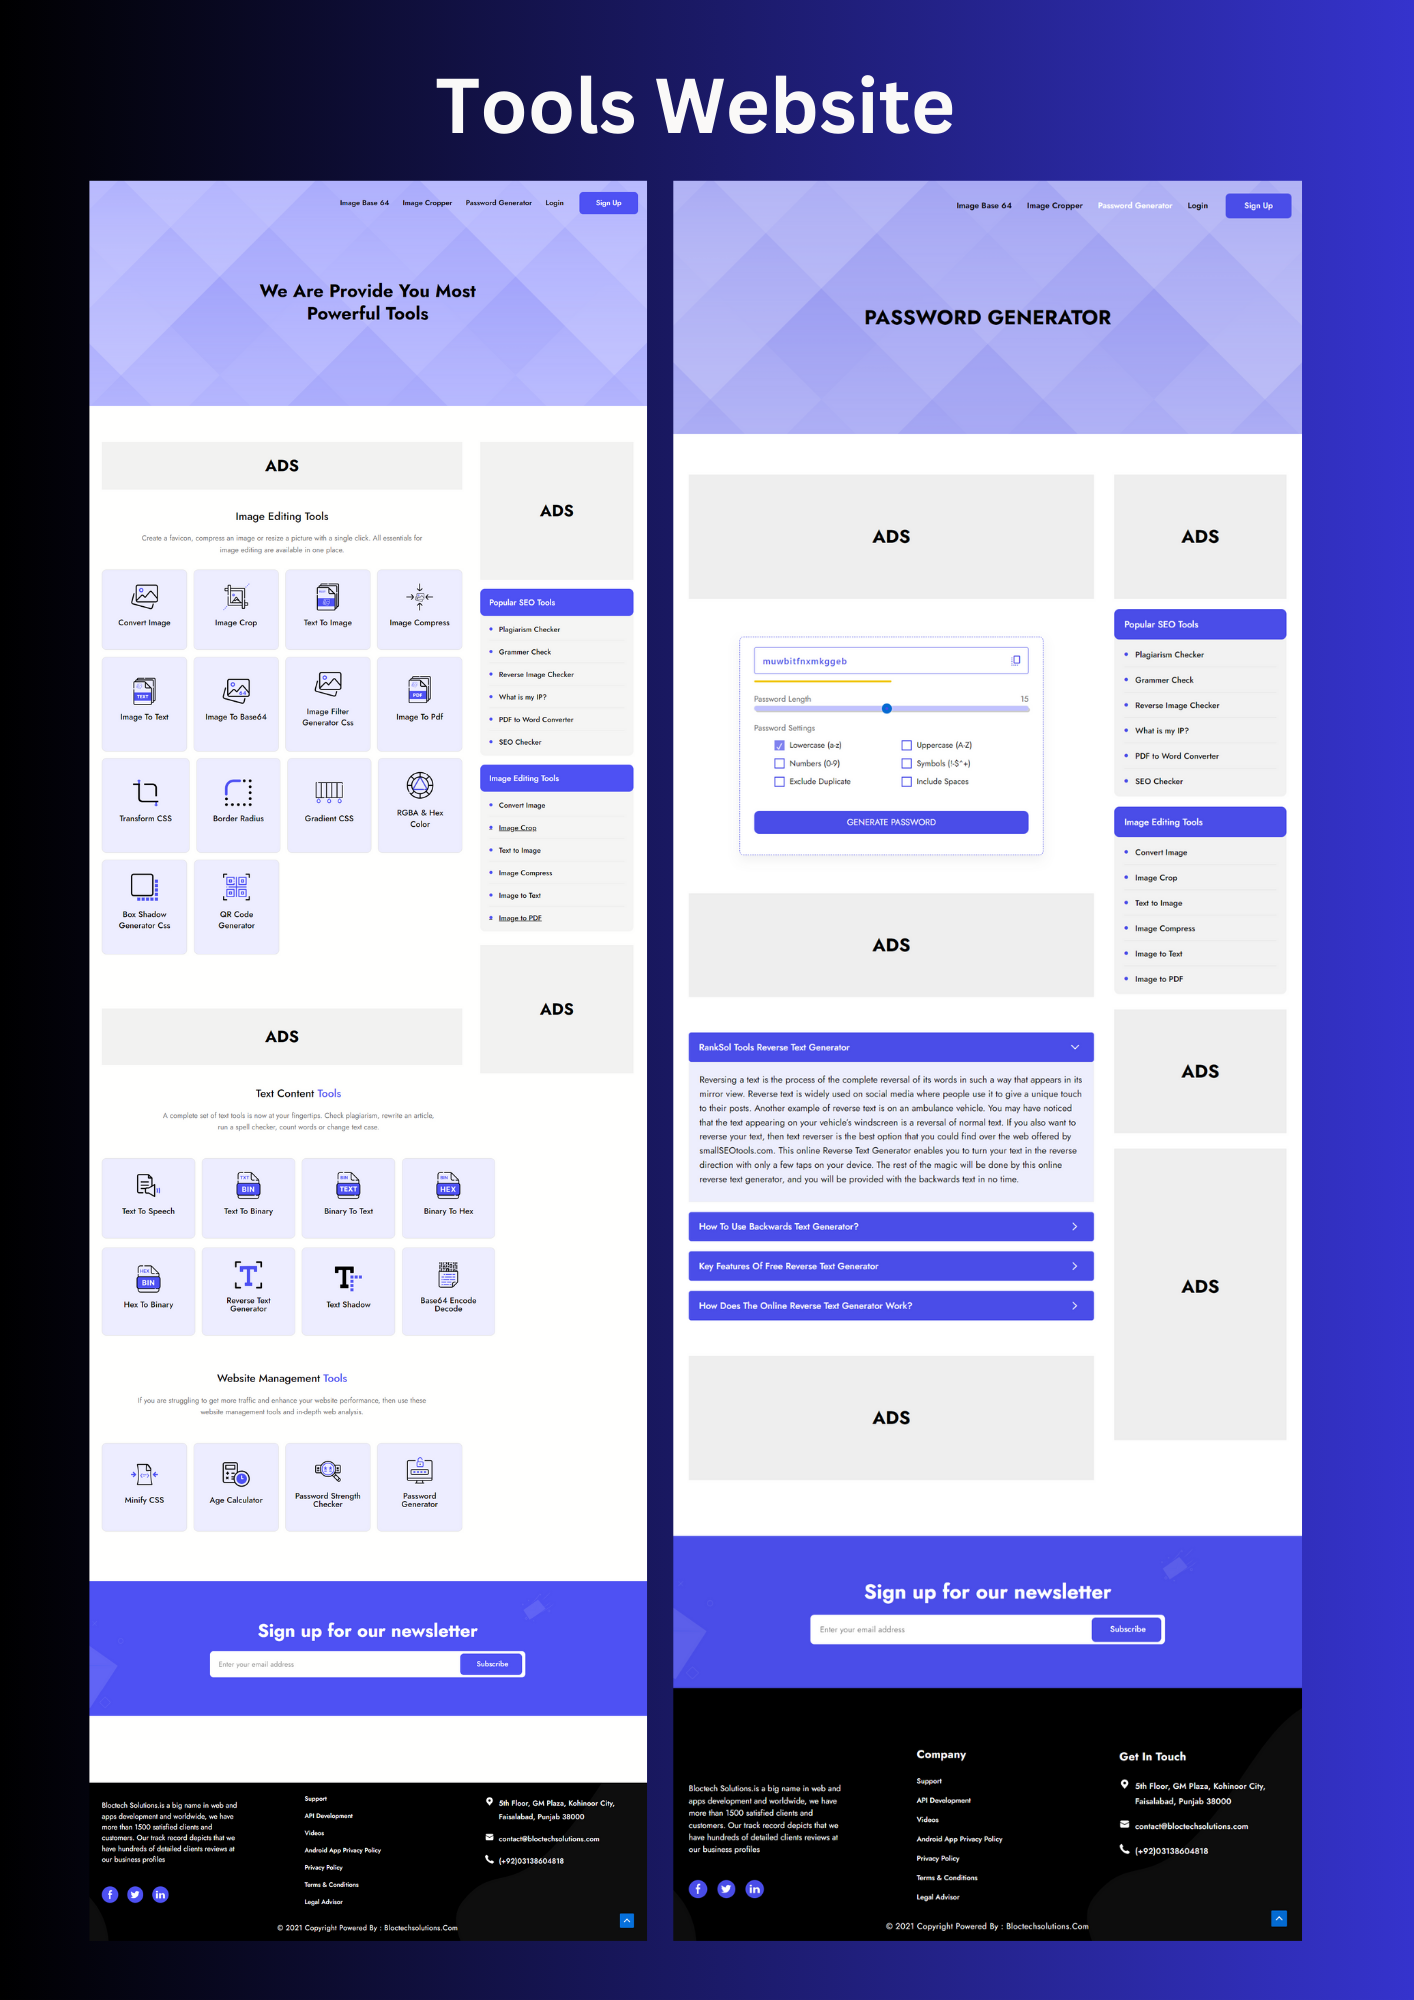 Tools Website
Image Base 64 Image Cropper Password Generator Login Sign Up
We Are Provide You Most
Powerful Tools
ADS
Image Editing Tools
Create a favicon, compress an image or resize a picture with a single click. All essentials for
image editing are available in one place.
Convert Image
Image Crop
Text To Image
Image Compress
TEXT
Image To Text
Image To Base64
Image Filter
Generator Css
PDF
Image To Pdf
Transform CSS
Border Radius
Gradient CSS
RGBA & Hex
Color
Box Shadow
Generator Css
QR Code
Generator
ADS
Text Content Tools
A complete set of text tools is now at your fingertips. Check plagiarism, rewrite an article,
run a spell checker, count words or change text case.
Text To Speech
TXT
BIN
Text To Binary
BIN
TEXT
Binary To Text
BIN
HEX
Binary To Hex
HEX
BIN
Hex To Binary
T
Reverse Text
Generator
T
Text Shadow
Base64 Encode
Decode
Website Management Tools
If you are struggling to get more traffic and enhance your website performance, then use these
website management tools and in-depth web analysis.
Minify CSS
Age Calculator
Password Strength
Checker
Password
Generator
ADS
Popular SEO Tools
Plagiarism Checker
Grammer Check
Reverse Image Checker
What is my IP?
PDF to Word Converter
SEO Checker
Image Editing Tools
Convert Image
Image Crop
Text to Image
Image Compress
Image to Text
Image to PDF
ADS
Sign up for our newsletter
Enter your email address Subscribe
Bloctech Solutions.is a big name in web and
apps development and worldwide, we have
more than 1500 satisfied clients and
customers. Our track record depicts that we
have hundreds of detailed clients reviews at
our business profiles
Support
API Development
Videos
Android App Privacy Policy
Privacy Policy
Terms & Conditions
Legal Advisor
5th Floor, GM Plaza, Kohinoor City,
Faisalabad, Punjab 38000
contact@bloctechsolutions.com
(+92)03138604818
© 2021 Copyright Powered By : Bloctechsolutions.Com
Image Base 64 Image Cropper Password Generator Login Sign Up
PASSWORD GENERATOR
ADS
muwbitfnxmkggeb
Password Length 15
Password Settings
Lowercase (a-z) Uppercase (A-Z)
Numbers (0-9) Symbols (!-$^+)
Exclude Duplicate Include Spaces
GENERATE PASSWORD
ADS
RankSol Tools Reverse Text Generator
Reversing a text is the process of the complete reversal of its words in such a way that appears in its
mirror view. Reverse text is widely used on social media where people use it to give a unique touch
to their posts. Another example of reverse text is on an ambulance vehicle. You may have noticed
that the text appearing on your vehicle's windscreen is a reversal of normal text. If you also want to
reverse your text, then text reverser is the best option that you could find over the web offered by
smallSEOtools.com. This online Reverse Text Generator enables you to turn your text in the reverse
direction with only a few taps on your device. The rest of the magic will be done by this online
reverse text generator, and you will be provided with the backwards text in no time.
How To Use Backwards Text Generator?
Key Features Of Free Reverse Text Generator
How Does The Online Reverse Text Generator Work?
ADS
ADS
Popular SEO Tools
Plagiarism Checker
Grammer Check
Reverse Image Checker
What is my IP?
PDF to Word Converter
SEO Checker
Image Editing Tools
Convert Image
Image Crop
Text to Image
Image Compress
Image to Text
Image to PDF
ADS
ADS
Sign up for our newsletter
Enter your email address Subscribe
Bloctech Solutions.is a big name in web and
apps development and worldwide, we have
more than 1500 satisfied clients and
customers. Our track record depicts that we
have hundreds of detailed clients reviews at
our business profiles
Company
Support
API Development
Videos
Android App Privacy Policy
Privacy Policy
Terms & Conditions
Legal Advisor
Get In Touch
5th Floor, GM Plaza, Kohinoor City,
Faisalabad, Punjab 38000
contact@bloctechsolutions.com
(+92)03138604818
© 2021 Copyright Powered By : Bloctechsolutions.Com